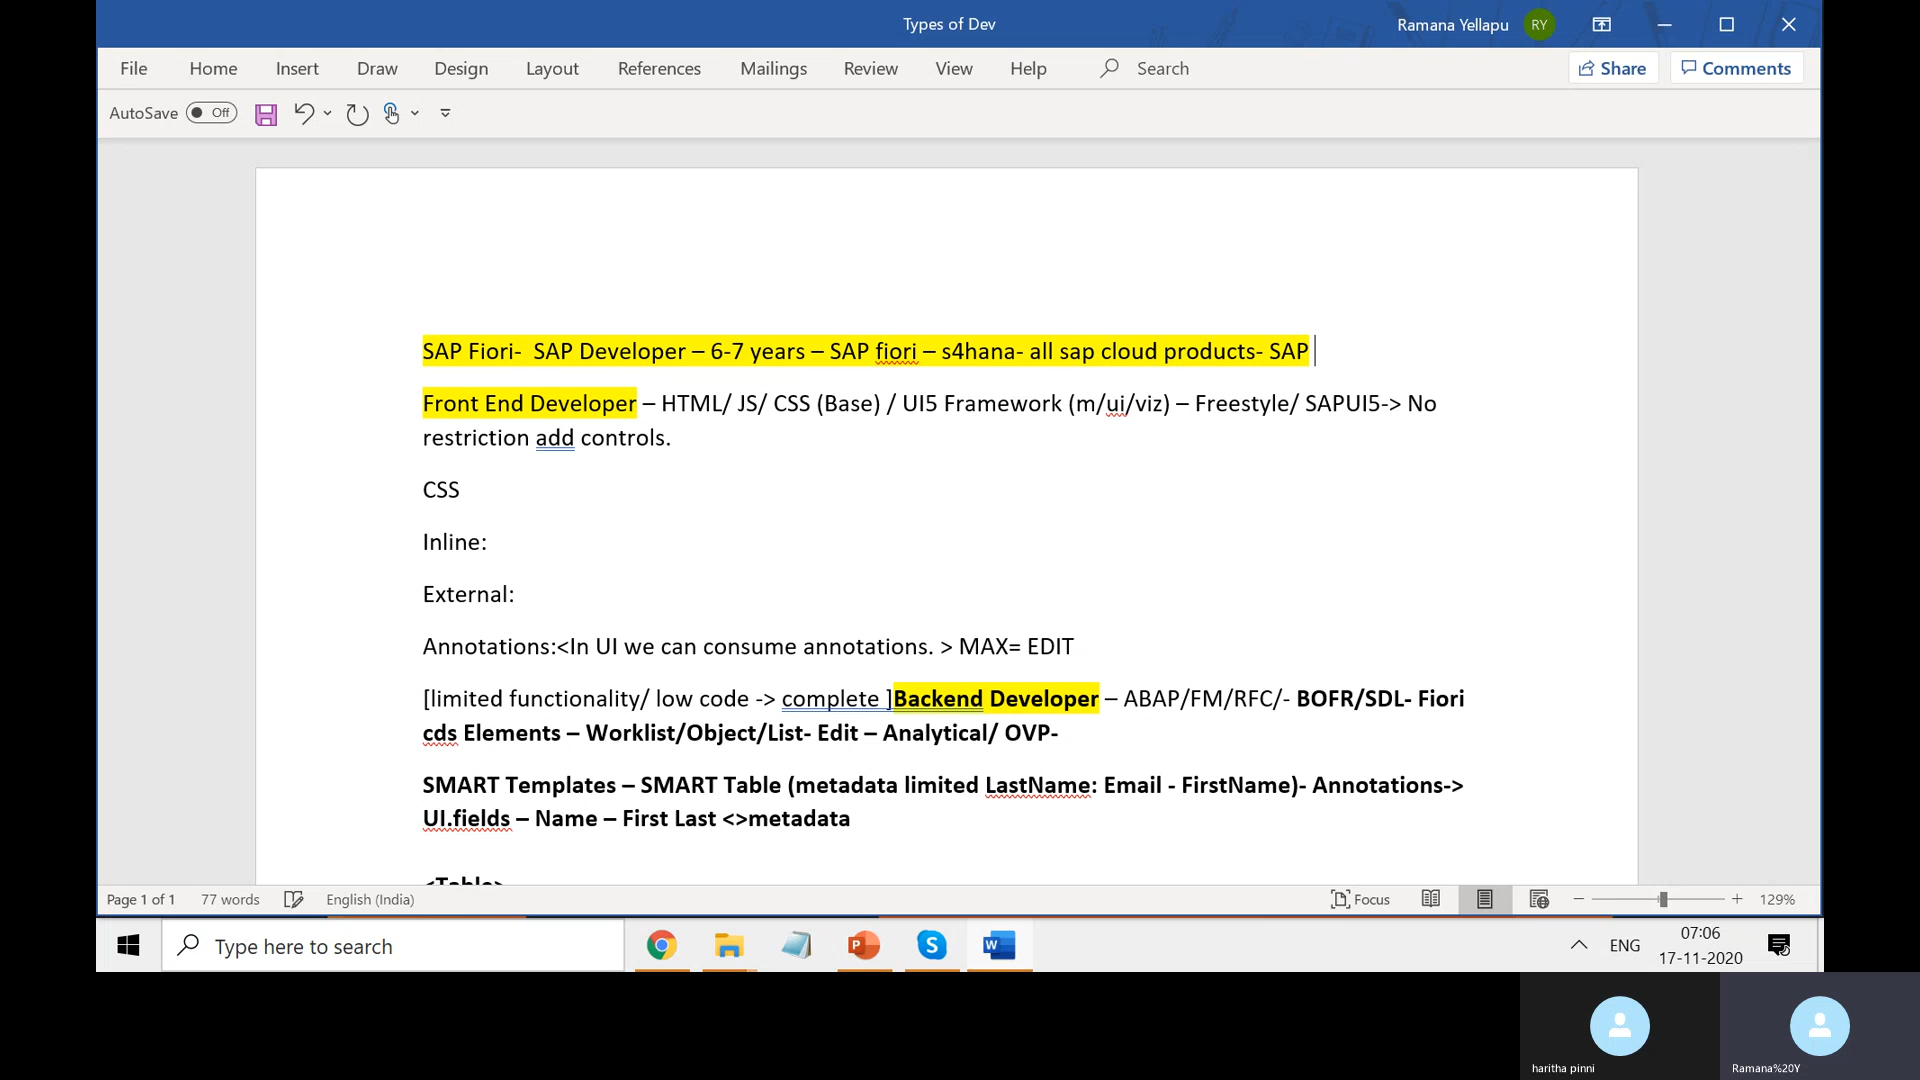 Types of Dev
Ramana Yellapu RY
File Home Insert Draw Design Layout References Mailings Review View Help Search Share Comments
AutoSave Off
SAP Fiori-  SAP Developer – 6-7 years – SAP fiori – s4hana- all sap cloud products- SAP
Front End Developer – HTML/ JS/ CSS (Base) / UI5 Framework (m/ui/viz) – Freestyle/ SAPUI5-> No
restriction add controls.
CSS
Inline:
External:
Annotations:<In UI we can consume annotations. > MAX= EDIT
[limited functionality/ low code -> complete ]Backend Developer – ABAP/FM/RFC/- BOFR/SDL- Fiori
cds Elements – Worklist/Object/List- Edit – Analytical/ OVP-
SMART Templates – SMART Table (metadata limited LastName: Email - FirstName)- Annotations->
UI.fields – Name – First Last <>metadata
<Table>
Page 1 of 1 77 words English (India) Focus 129%
Type here to search ENG 07:06
17-11-2020
haritha pinni Ramana%20Y